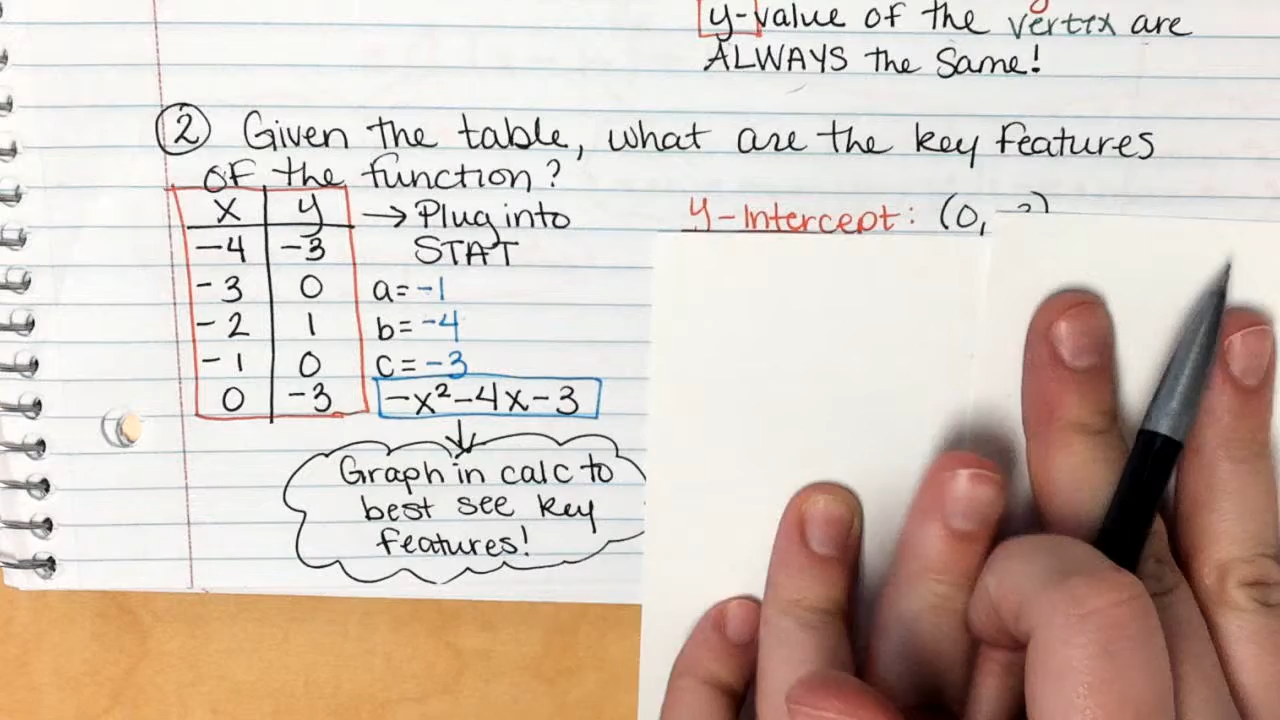 y-value of the vertex are
ALWAYS the same!
② Given the table, what are the key features
of the function?
x y → Plug into
-4 -3 STAT
-3 0 a=-1
-2 1 b=-4
-1 0 c=-3
0 -3 -x²-4x-3
Graph in calc to
best see key
features!
y-Intercept: (0,